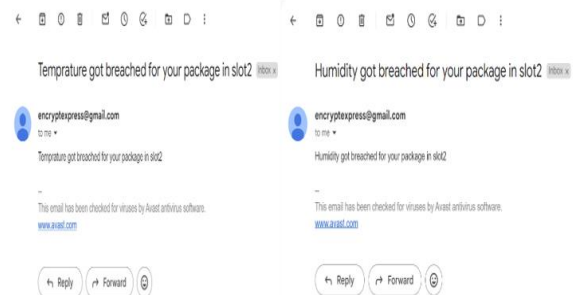 Temprature got breached for your package in slot2 Inbox x
encryptexpress@gmail.com
to me
Temprature got breached for your package in slot2
--
This email has been checked for viruses by Avast antivirus software.
www.avast.com
Reply Forward
Humidity got breached for your package in slot2 Inbox x
encryptexpress@gmail.com
to me
Humidity got breached for your package in slot2
--
This email has been checked for viruses by Avast antivirus software.
www.avast.com
Reply Forward